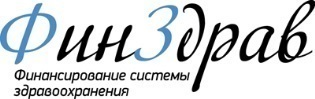 ФинЗдрав
Финансирование системы
здравоохранения